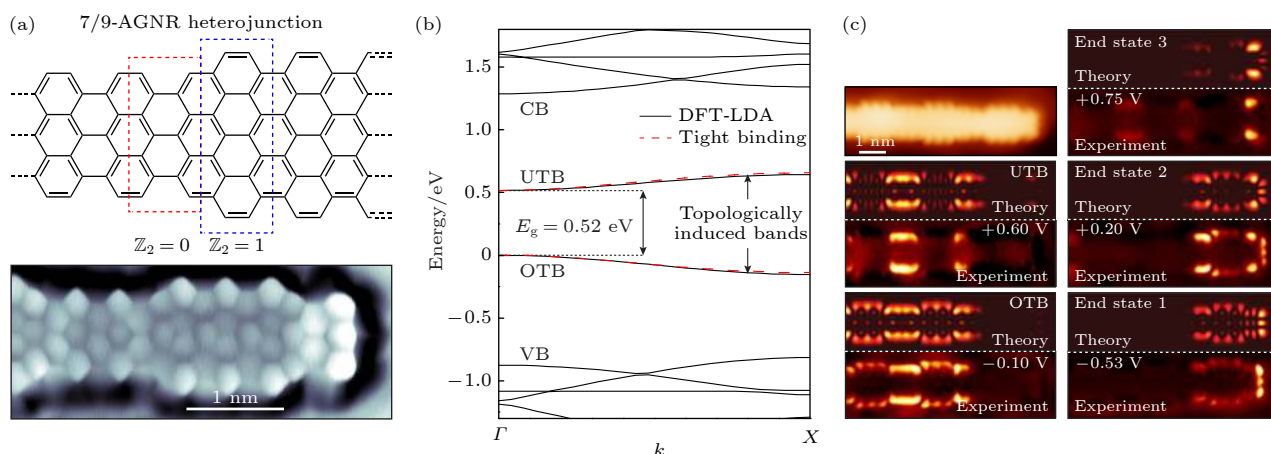 (a)
7/9-AGNR heterojunction
ℤ₂=0
ℤ₂=1
1 nm
(b)
Energy/eV
1.5
1.0
0.5
0
−0.5
−1.0
Γ
k
X
CB
DFT-LDA
Tight binding
UTB
E_g=0.52 eV
Topologically
induced bands
OTB
VB
(c)
1 nm
End state 3
Theory
+0.75 V
Experiment
UTB
Theory
+0.60 V
Experiment
End state 2
Theory
+0.20 V
Experiment
OTB
Theory
−0.10 V
Experiment
End state 1
Theory
−0.53 V
Experiment